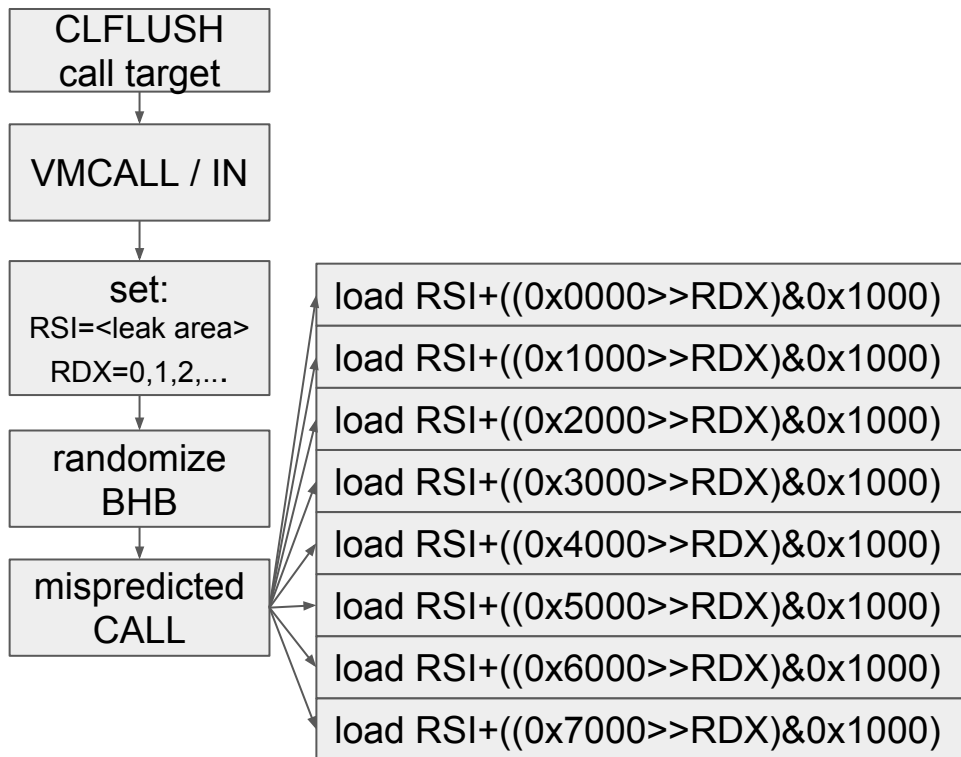 CLFLUSH
call target
VMCALL / IN
set:
RSI=<leak area>
RDX=0,1,2,...
randomize
BHB
mispredicted
CALL
load RSI+((0x0000>>RDX)&0x1000)
load RSI+((0x1000>>RDX)&0x1000)
load RSI+((0x2000>>RDX)&0x1000)
load RSI+((0x3000>>RDX)&0x1000)
load RSI+((0x4000>>RDX)&0x1000)
load RSI+((0x5000>>RDX)&0x1000)
load RSI+((0x6000>>RDX)&0x1000)
load RSI+((0x7000>>RDX)&0x1000)